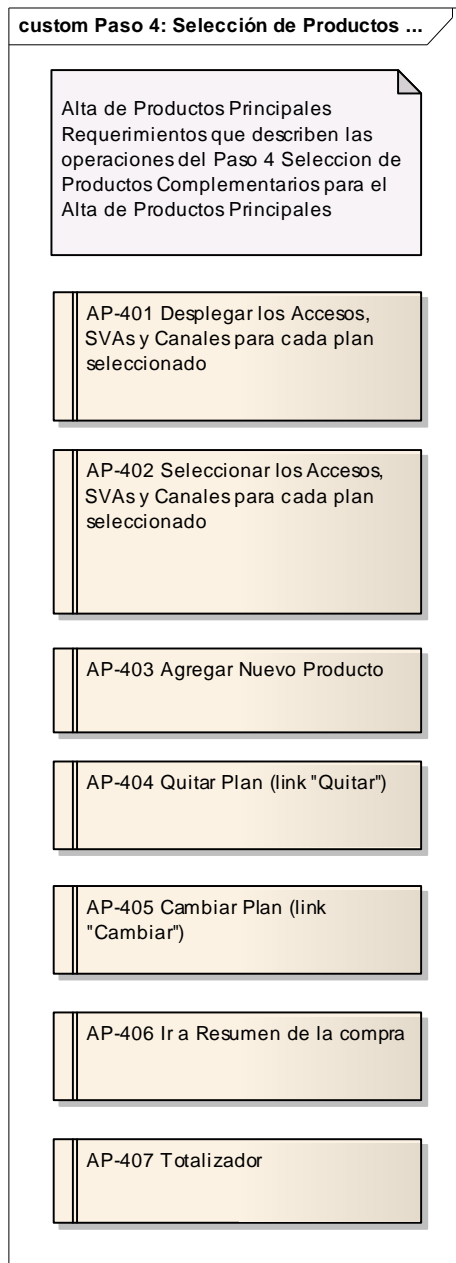 custom Paso 4: Selección de Productos ...
Alta de Productos Principales
Requerimientos que describen las
operaciones del Paso 4 Seleccion de
Productos Complementarios para el
Alta de Productos Principales
AP-401 Desplegar los Accesos,
SVAs y Canales para cada plan
seleccionado
AP-402 Seleccionar los Accesos,
SVAs y Canales para cada plan
seleccionado
AP-403 Agregar Nuevo Producto
AP-404 Quitar Plan (link "Quitar")
AP-405 Cambiar Plan (link
"Cambiar")
AP-406 Ir a Resumen de la compra
AP-407 Totalizador